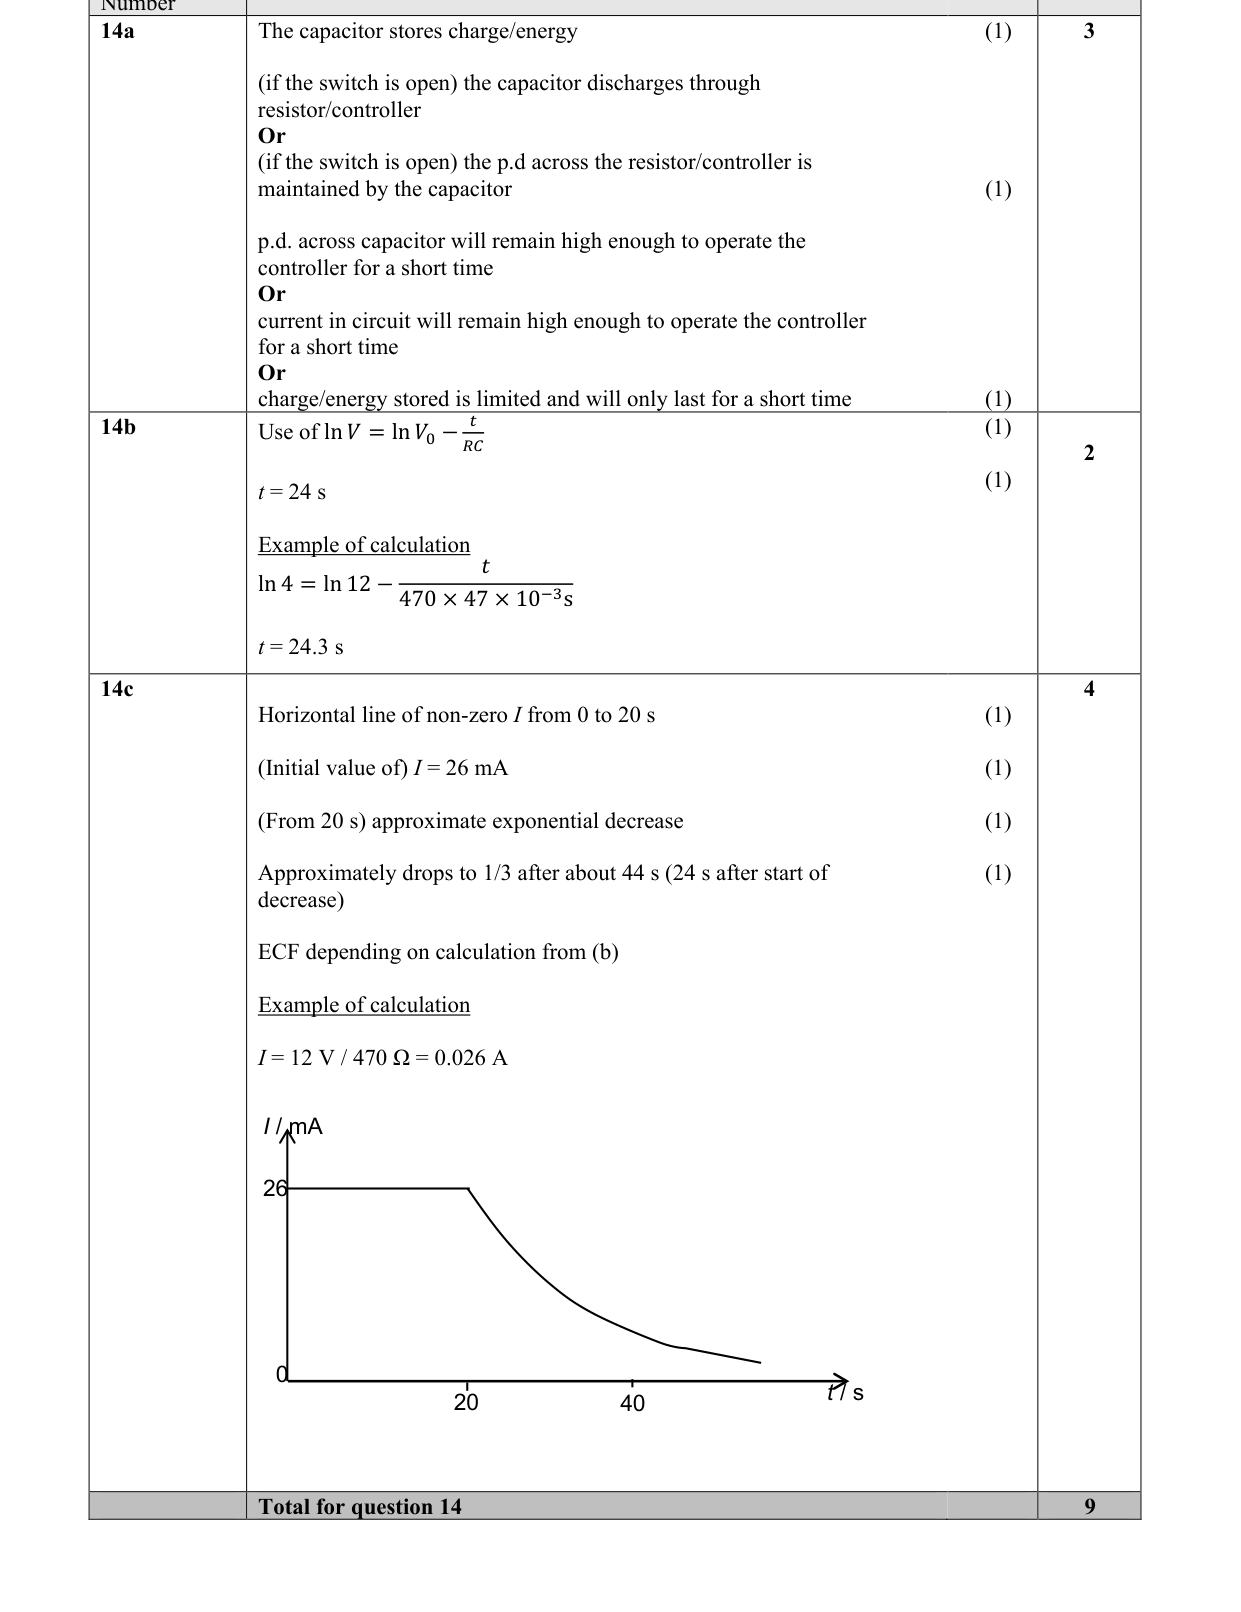 Number
14a The capacitor stores charge/energy (1) 3
(if the switch is open) the capacitor discharges through
resistor/controller
Or
(if the switch is open) the p.d across the resistor/controller is
maintained by the capacitor (1)
p.d. across capacitor will remain high enough to operate the
controller for a short time
Or
current in circuit will remain high enough to operate the controller
for a short time
Or
charge/energy stored is limited and will only last for a short time (1)
14b Use of ln V = ln V₀ − t/RC (1) 2
t = 24 s (1)
Example of calculation
ln 4 = ln 12 − t/(470 × 47 × 10⁻³s)
t = 24.3 s
14c 4
Horizontal line of non-zero I from 0 to 20 s (1)
(Initial value of) I = 26 mA (1)
(From 20 s) approximate exponential decrease (1)
Approximately drops to 1/3 after about 44 s (24 s after start of (1)
decrease)
ECF depending on calculation from (b)
Example of calculation
I = 12 V / 470 Ω = 0.026 A
I / mA
26
0
20 40 t / s
Total for question 14 9